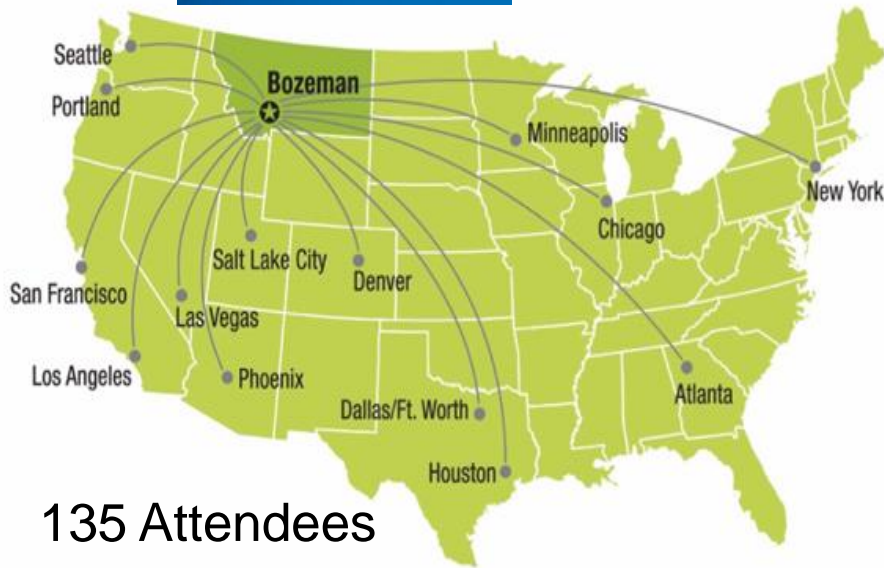 Seattle
Bozeman
Portland
Minneapolis
New York
Chicago
Salt Lake City
Denver
San Francisco
Las Vegas
Los Angeles
Phoenix
Atlanta
Dallas/Ft. Worth
Houston
135 Attendees